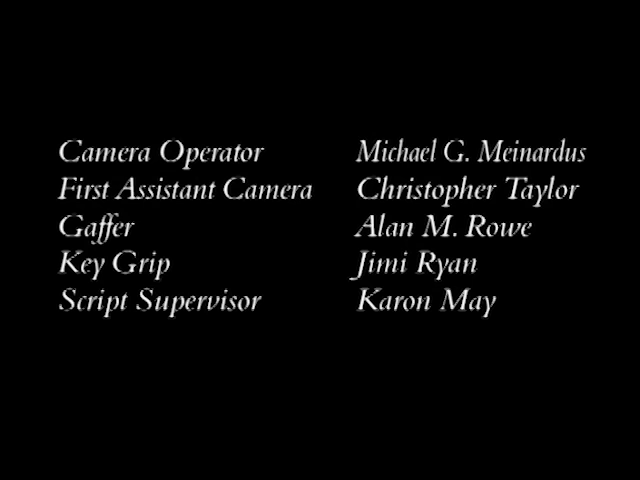 Camera Operator Michael G. Meinardus
First Assistant Camera Christopher Taylor
Gaffer Alan M. Rowe
Key Grip Jimi Ryan
Script Supervisor Karon May